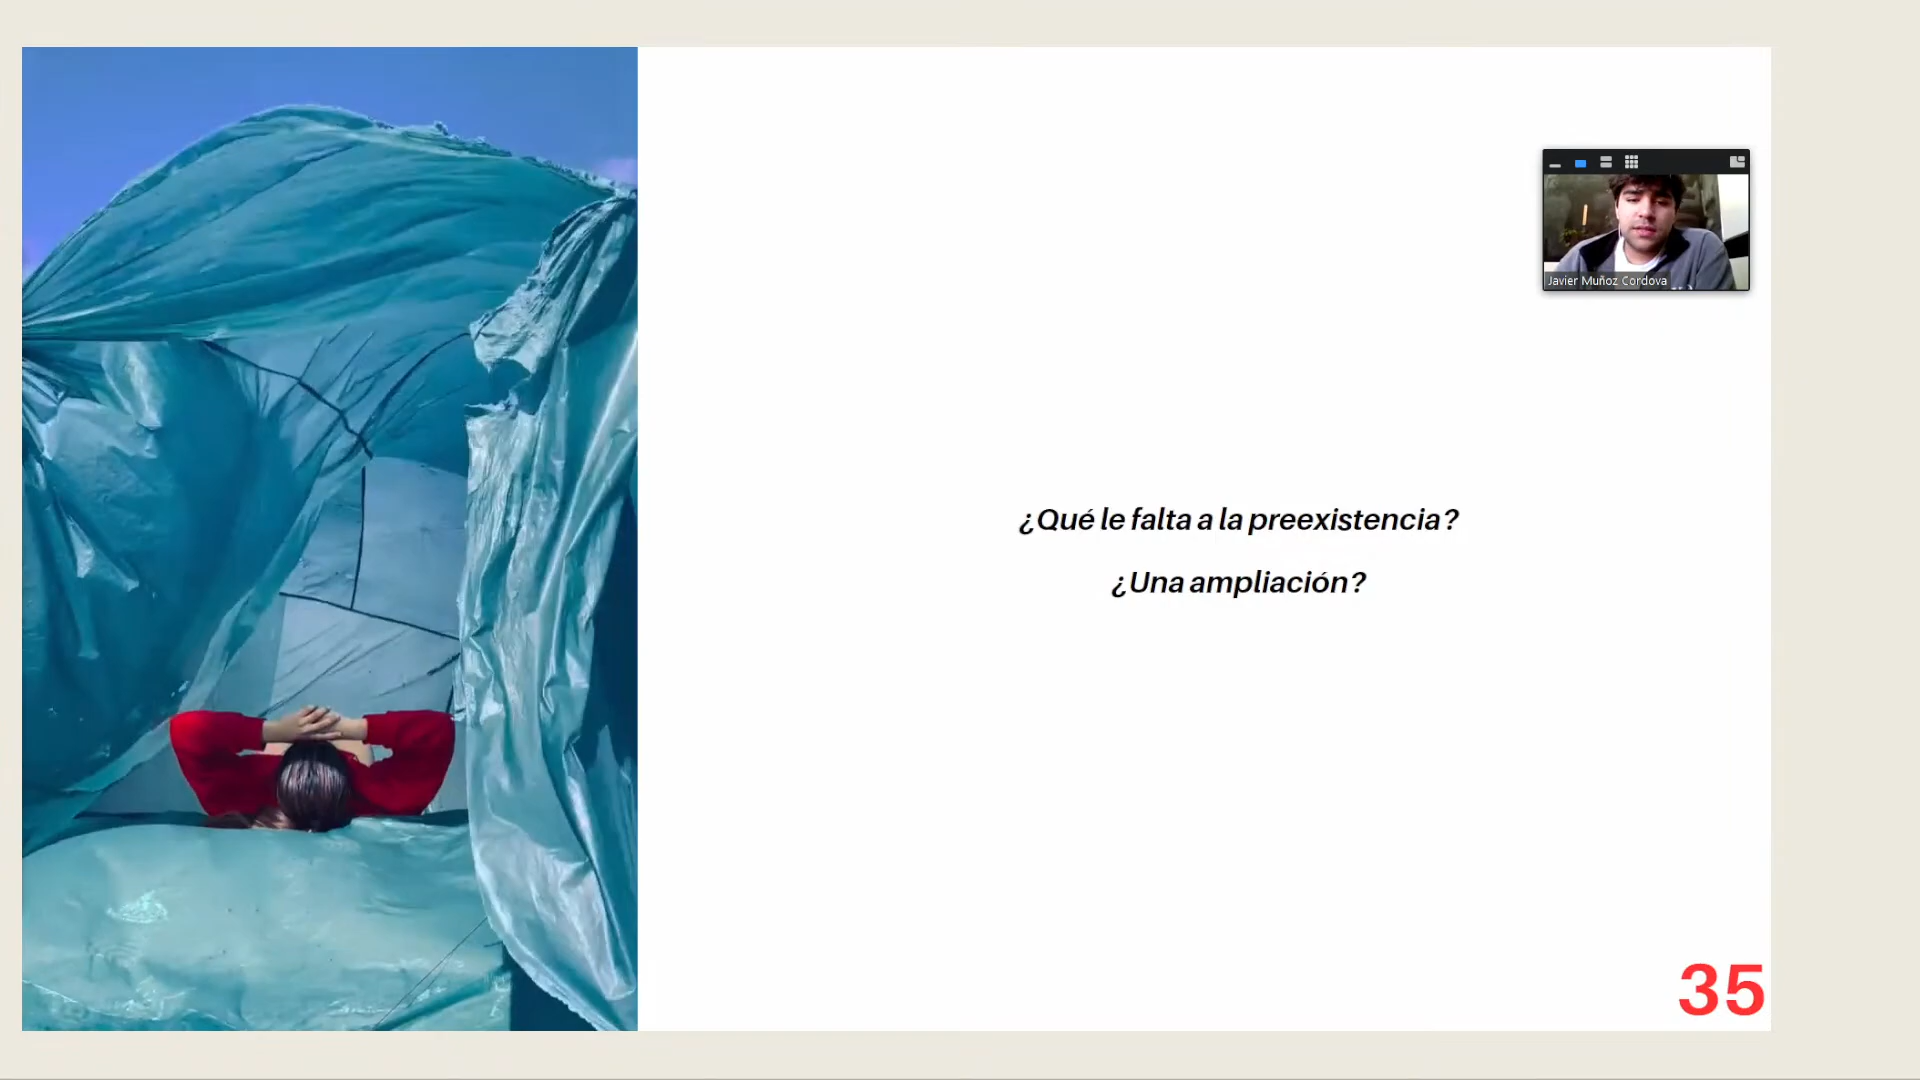 Javier Muñoz Cordova
¿Qué le falta a la preexistencia?
¿Una ampliación?
35